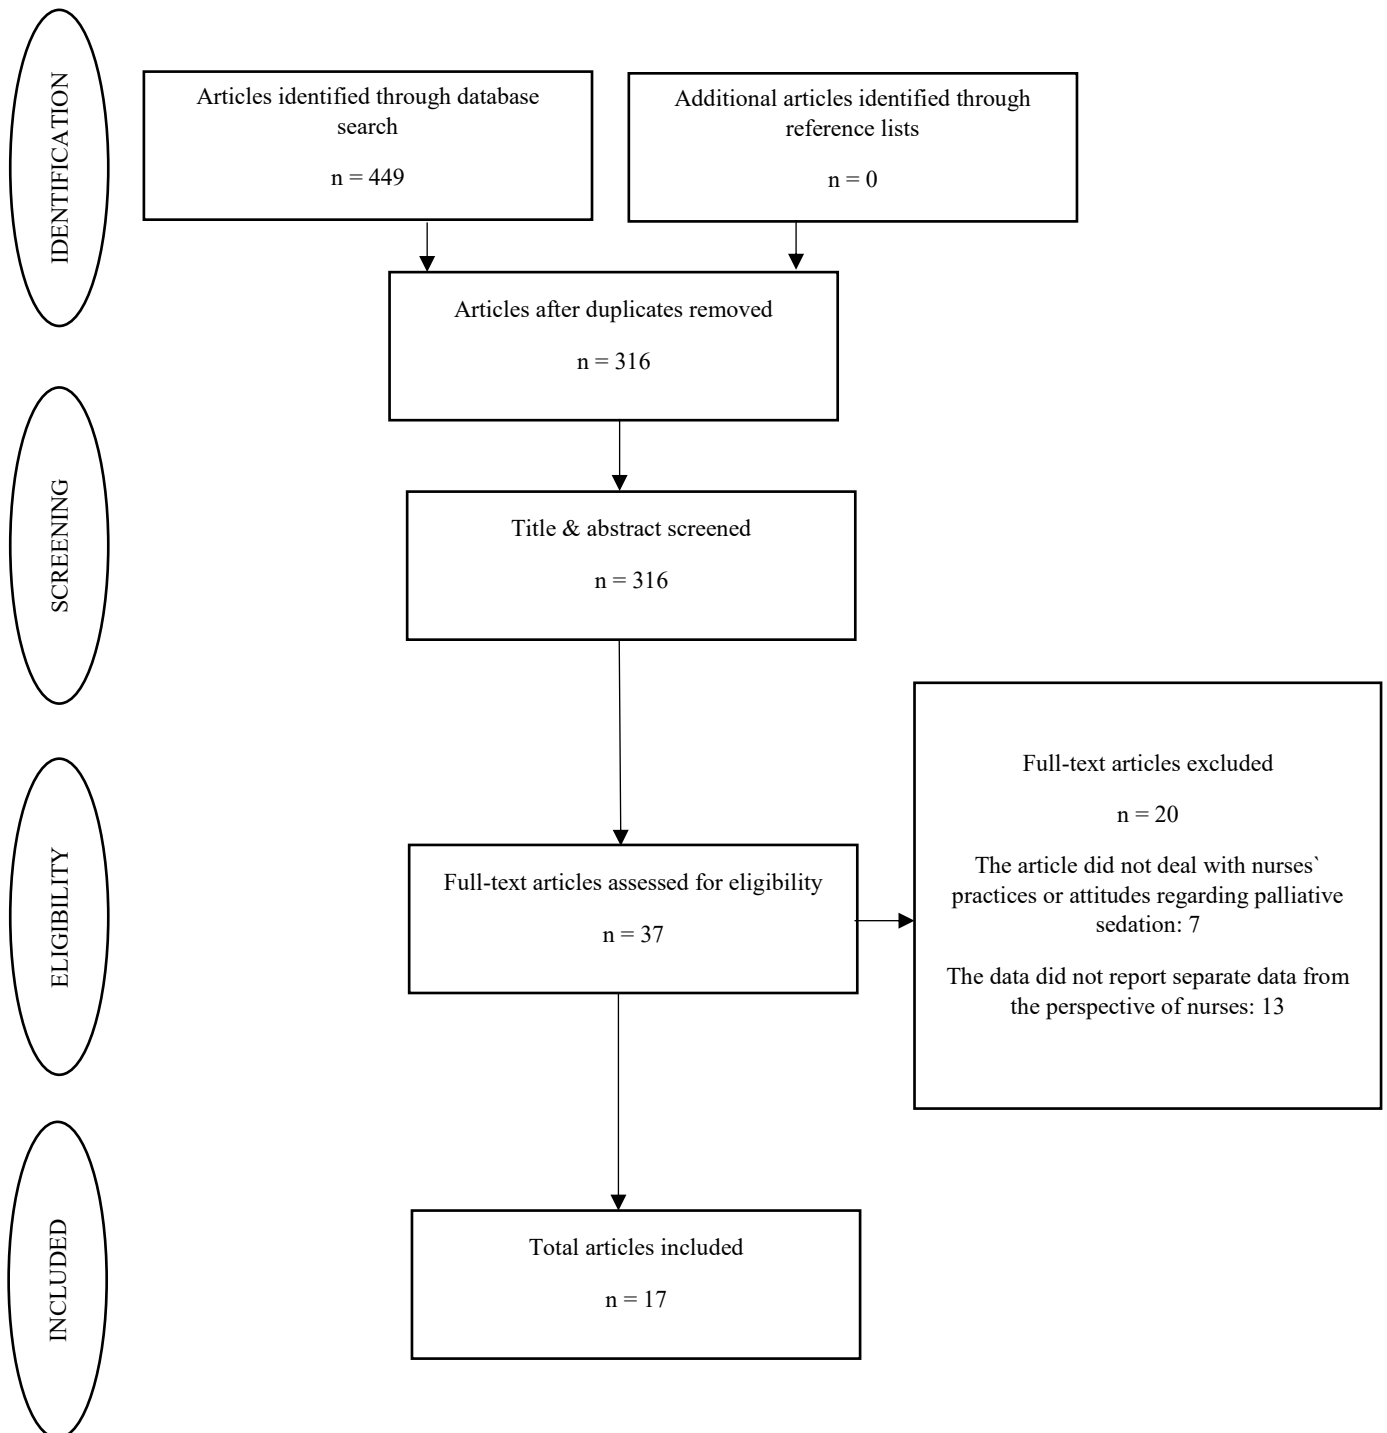 IDENTIFICATION
Articles identified through database
search
n = 449
Additional articles identified through
reference lists
n = 0
Articles after duplicates removed
n = 316
SCREENING
Title & abstract screened
n = 316
ELIGIBILITY
Full-text articles assessed for eligibility
n = 37
Full-text articles excluded
n = 20
The article did not deal with nurses`
practices or attitudes regarding palliative
sedation: 7
The data did not report separate data from
the perspective of nurses: 13
INCLUDED
Total articles included
n = 17